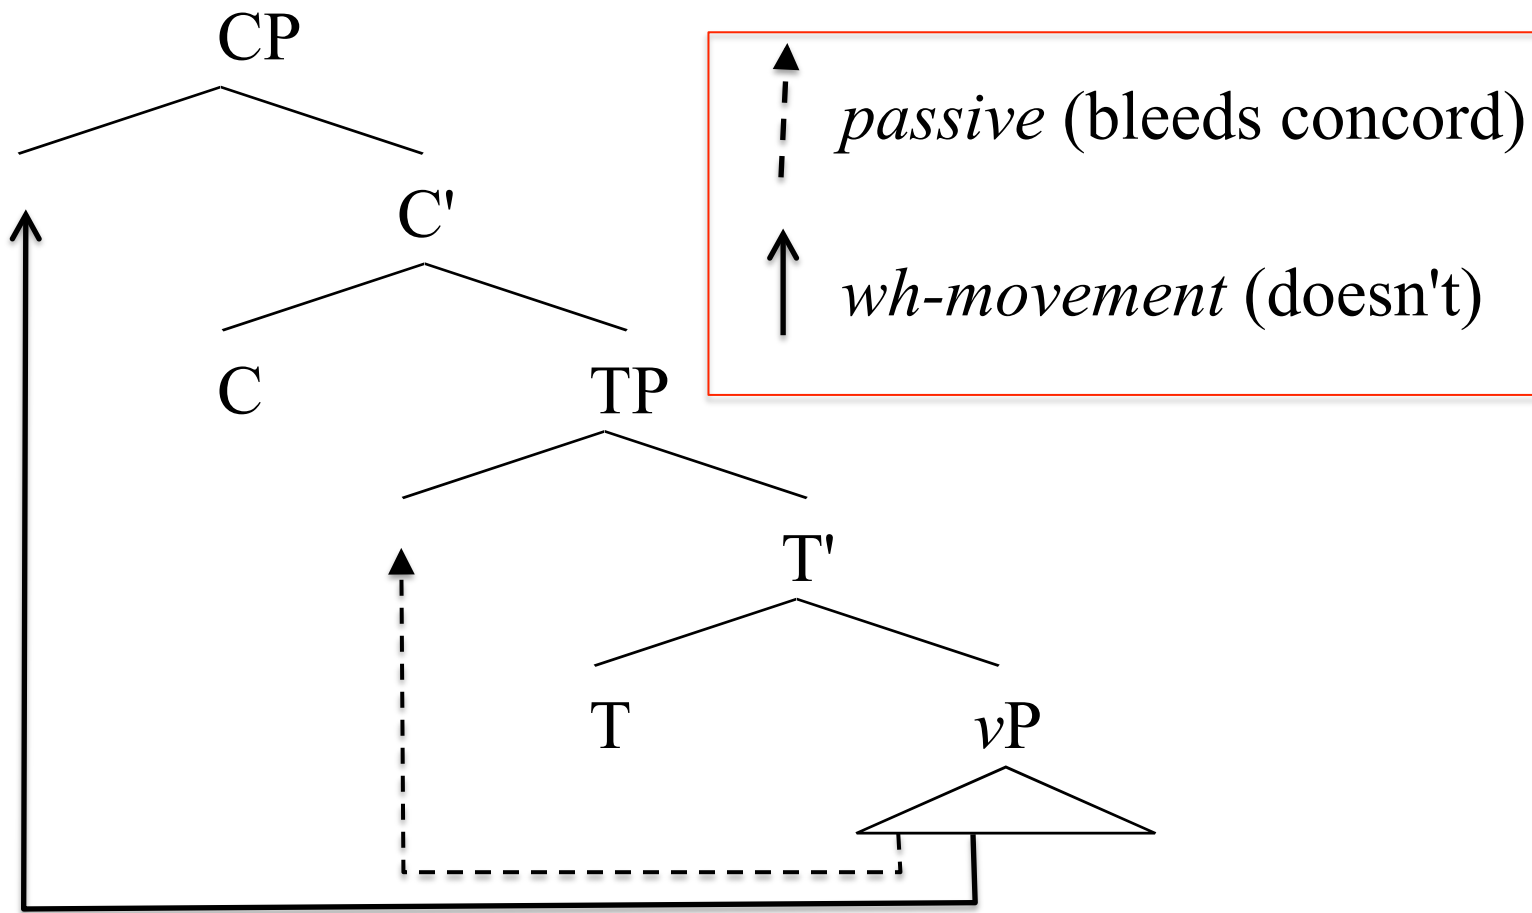 CP
passive (bleeds concord)
C'
wh-movement (doesn't)
C
TP
T'
T
vP